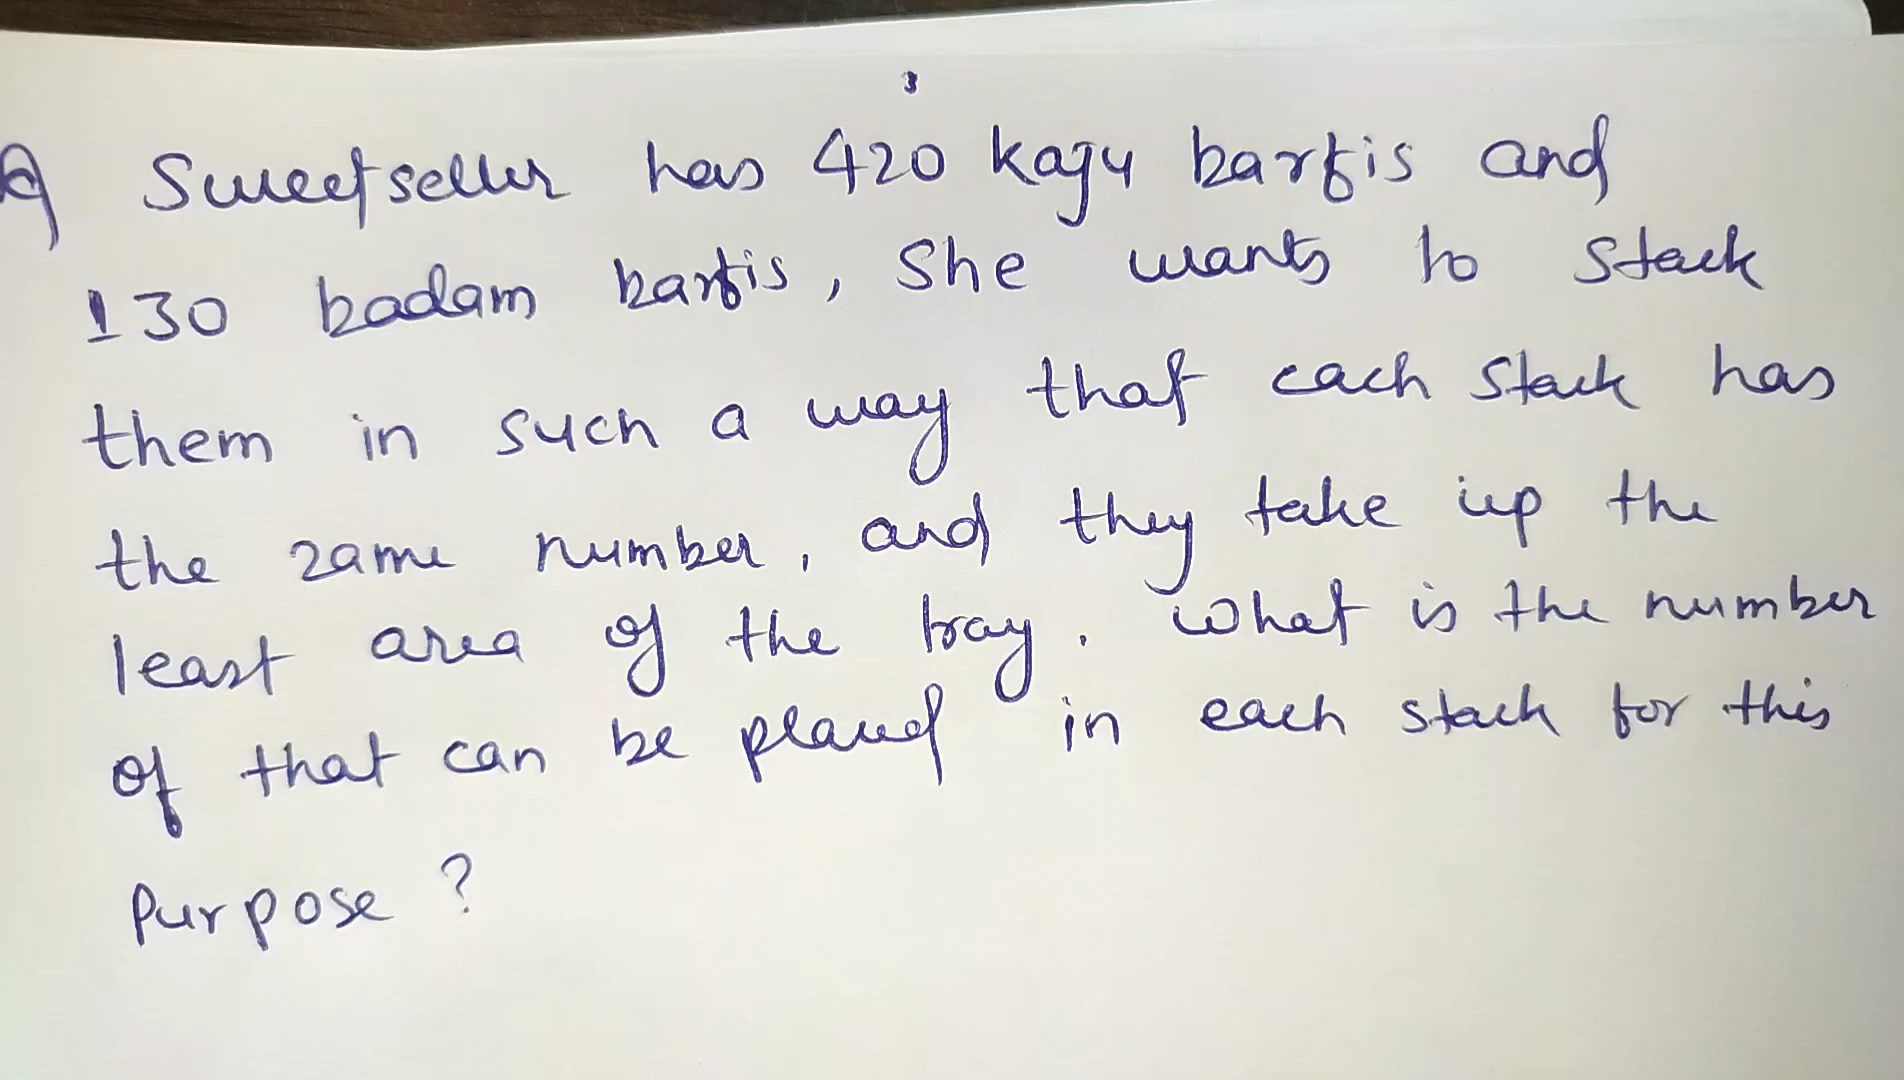 Q Sweetseller has 420 kaju barfis and
130 badam barfis, She wants to stack
them in such a way that each stack has
the same number, and they take up the
least area of the tray. What is the number
of that can be placed in each stack for this
Purpose?